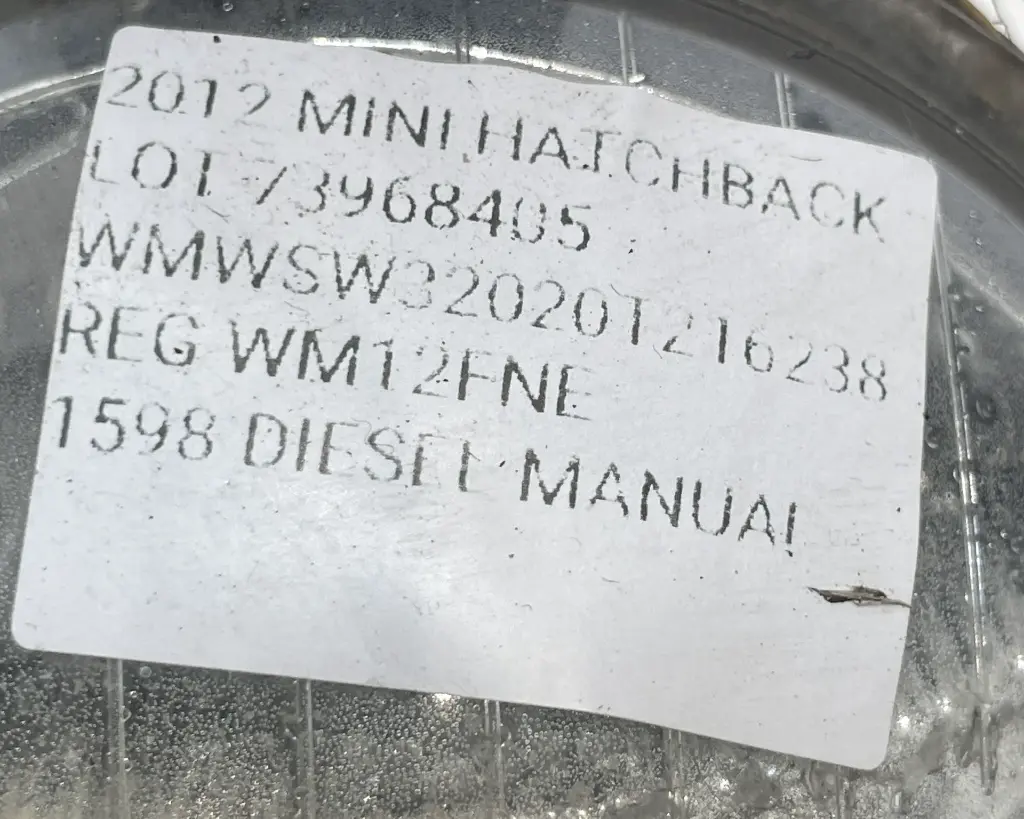 2012 MINI HATCHBACK
LOT 73968405
WMWSW32020T216238
REG WM12FNE
1598 DIESEL MANUAL